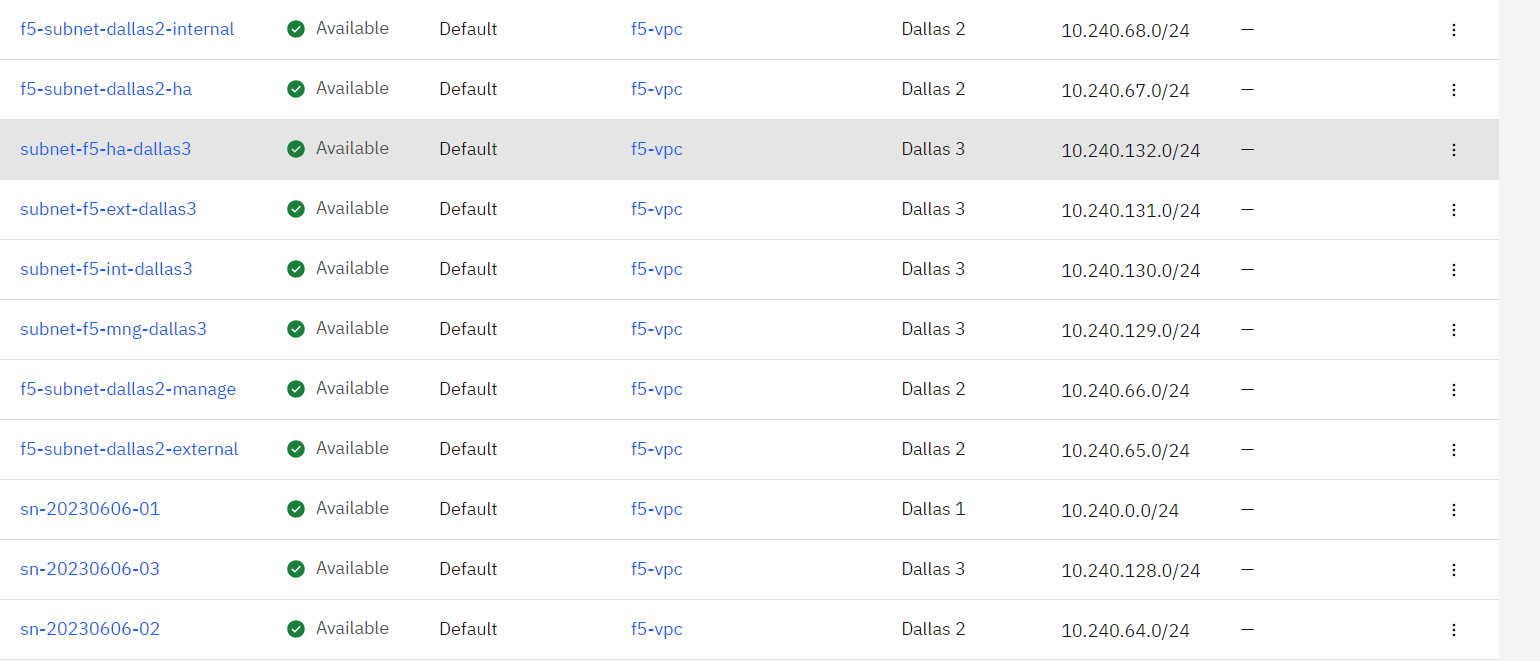 f5-subnet-dallas2-internal Available Default f5-vpc Dallas 2 10.240.68.0/24 —
f5-subnet-dallas2-ha Available Default f5-vpc Dallas 2 10.240.67.0/24 —
subnet-f5-ha-dallas3 Available Default f5-vpc Dallas 3 10.240.132.0/24 —
subnet-f5-ext-dallas3 Available Default f5-vpc Dallas 3 10.240.131.0/24 —
subnet-f5-int-dallas3 Available Default f5-vpc Dallas 3 10.240.130.0/24 —
subnet-f5-mng-dallas3 Available Default f5-vpc Dallas 3 10.240.129.0/24 —
f5-subnet-dallas2-manage Available Default f5-vpc Dallas 2 10.240.66.0/24 —
f5-subnet-dallas2-external Available Default f5-vpc Dallas 2 10.240.65.0/24 —
sn-20230606-01 Available Default f5-vpc Dallas 1 10.240.0.0/24 —
sn-20230606-03 Available Default f5-vpc Dallas 3 10.240.128.0/24 —
sn-20230606-02 Available Default f5-vpc Dallas 2 10.240.64.0/24 —